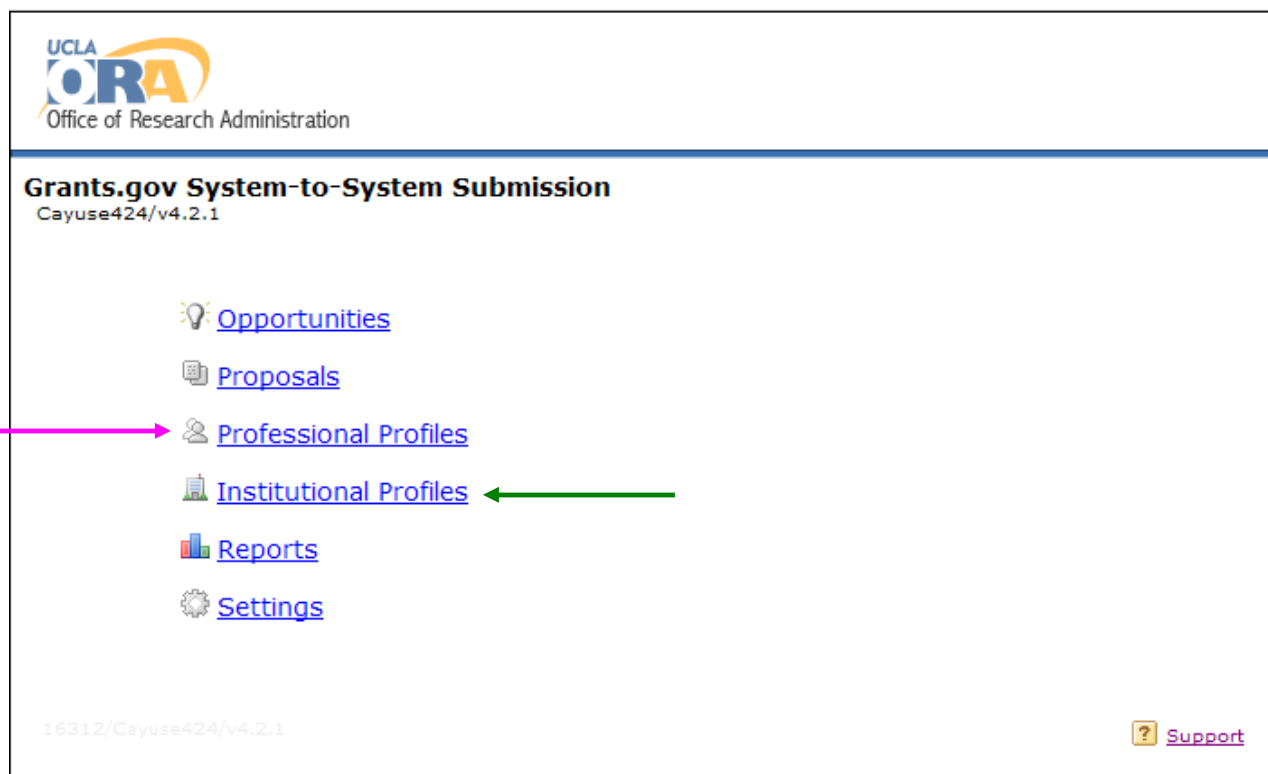 UCLA
ORA
Office of Research Administration
Grants.gov System-to-System Submission
Cayuse424/v4.2.1
Opportunities
Proposals
Professional Profiles
Institutional Profiles
Reports
Settings
16312/Cayuse424/v4.2.1
? Support